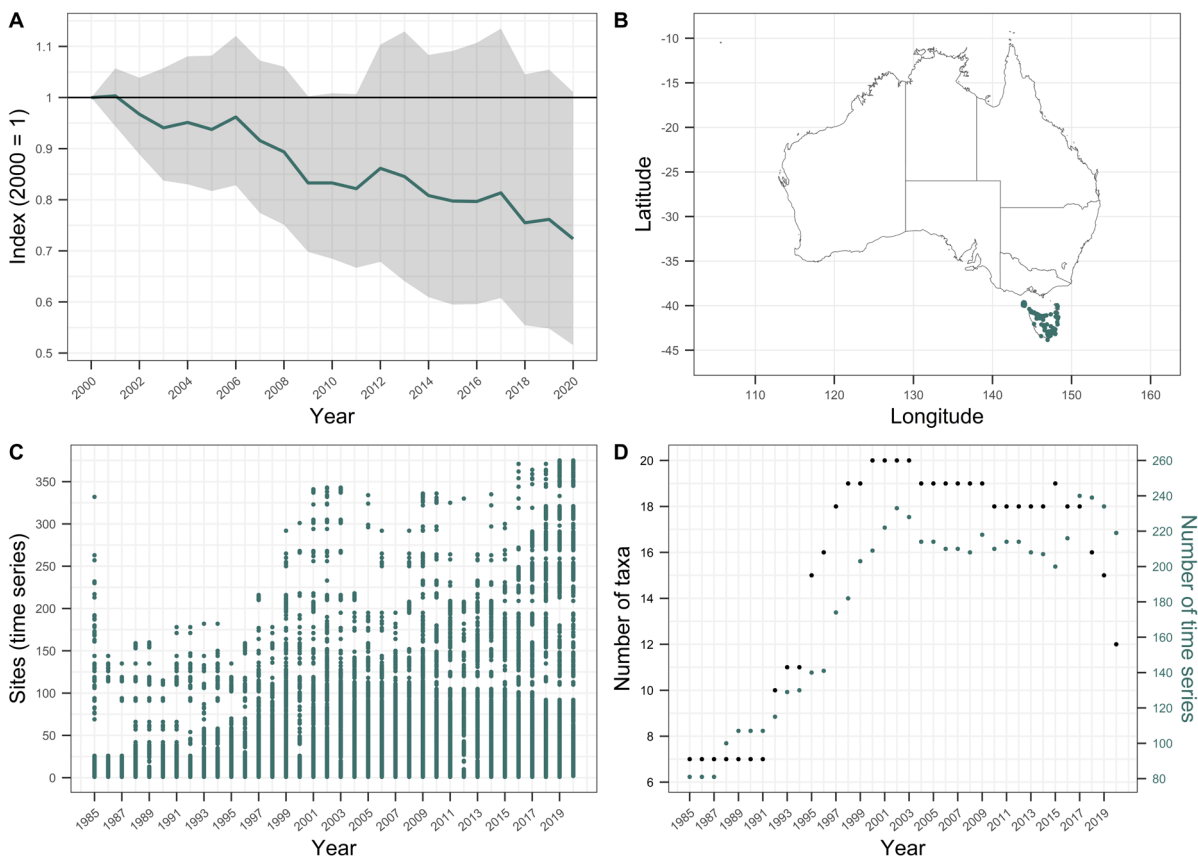 A
Index (2000 = 1)
1.1
1
0.9
0.8
0.7
0.6
0.5
2000 2002 2004 2006 2008 2010 2012 2014 2016 2018 2020
Year
B
Latitude
-10
-15
-20
-25
-30
-35
-40
-45
110 120 130 140 150 160
Longitude
C
Sites (time series)
350
300
250
200
150
100
50
0
1985 1987 1989 1991 1993 1995 1997 1999 2001 2003 2005 2007 2009 2011 2013 2015 2017 2019
Year
D
Number of taxa
20
18
16
14
12
10
8
6
1985 1987 1989 1991 1993 1995 1997 1999 2001 2003 2005 2007 2009 2011 2013 2015 2017 2019
Year
260
240
220
200
180
160
140
120
100
80
Number of time series